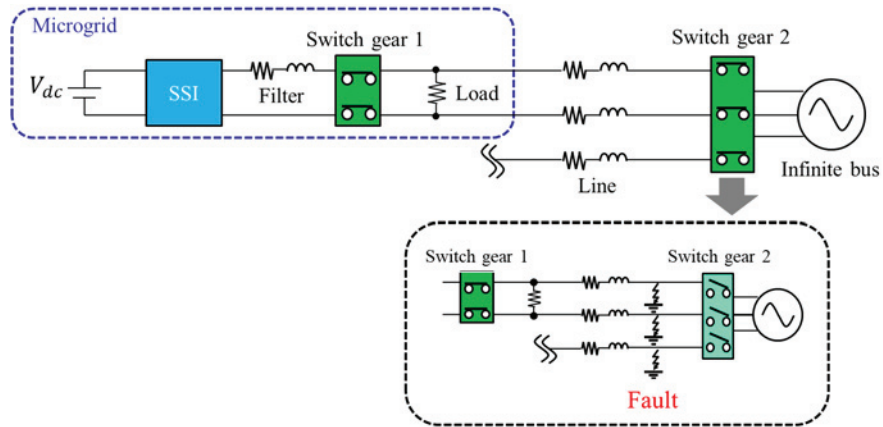 Microgrid
Switch gear 1
Switch gear 2
V_dc
SSI
Filter
Load
Line
Infinite bus
Switch gear 1
Switch gear 2
Fault